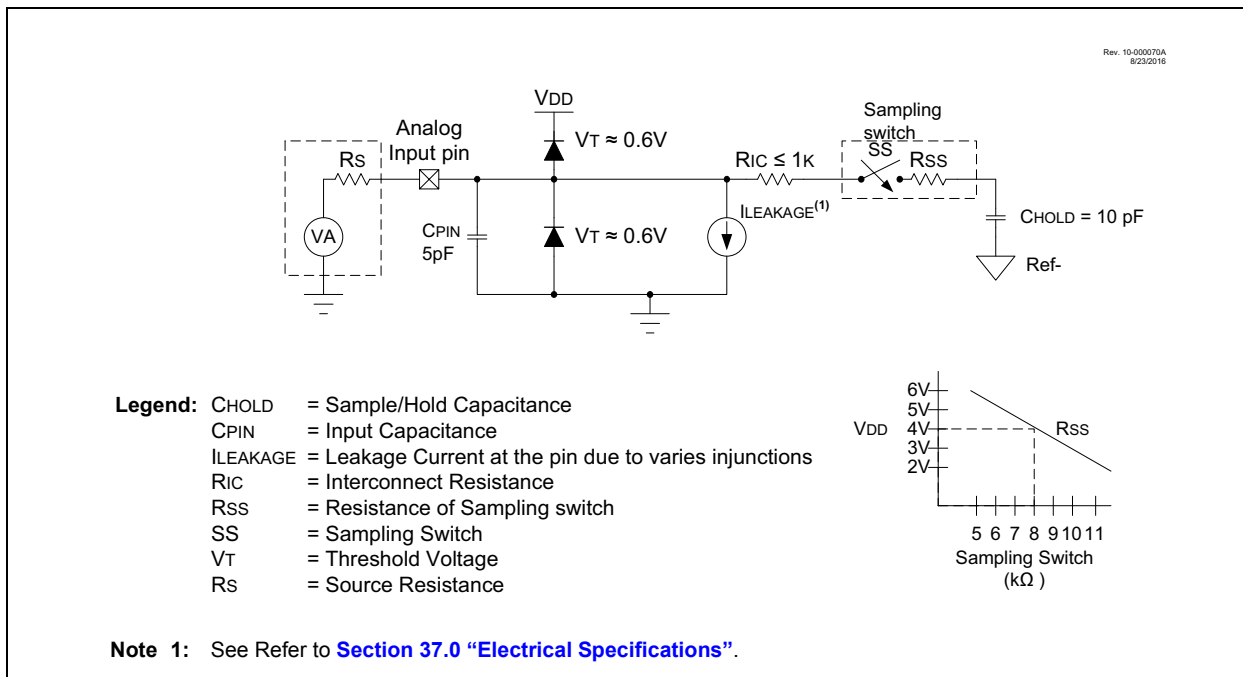 Rev. 10-000070A
8/23/2016
VDD
Sampling
switch
Analog
Input pin
VT ≈ 0.6V
RS
RIC ≤ 1K
SS
RSS
VA
CPIN
5pF
VT ≈ 0.6V
ILEAKAGE(1)
CHOLD = 10 pF
Ref-
Legend: CHOLD = Sample/Hold Capacitance
CPIN = Input Capacitance
ILEAKAGE = Leakage Current at the pin due to varies injunctions
RIC = Interconnect Resistance
RSS = Resistance of Sampling switch
SS = Sampling Switch
VT = Threshold Voltage
RS = Source Resistance
6V
5V
VDD 4V RSS
3V
2V
5 6 7 8 9 10 11
Sampling Switch
(kΩ )
Note 1: See Refer to Section 37.0 “Electrical Specifications”.